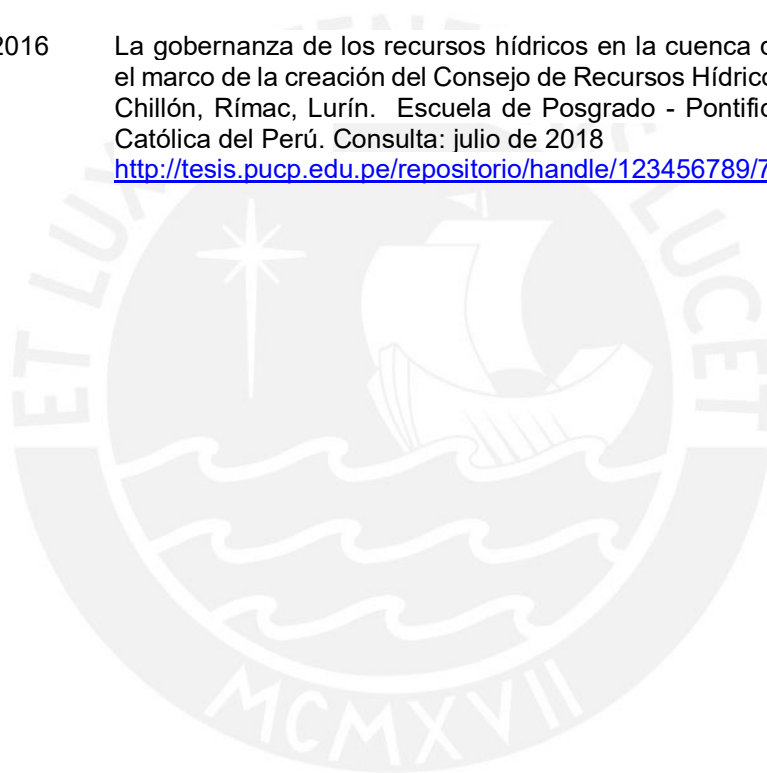 2016 La gobernanza de los recursos hídricos en la cuenca
el marco de la creación del Consejo de Recursos
Chillón, Rímac, Lurín. Escuela de Posgrado -
Católica del Perú. Consulta: julio de 2018
http://tesis.pucp.edu.pe/repositorio/handle/123456789/7
ET LUX IN TENEBRIS LUCET
MCMXVII